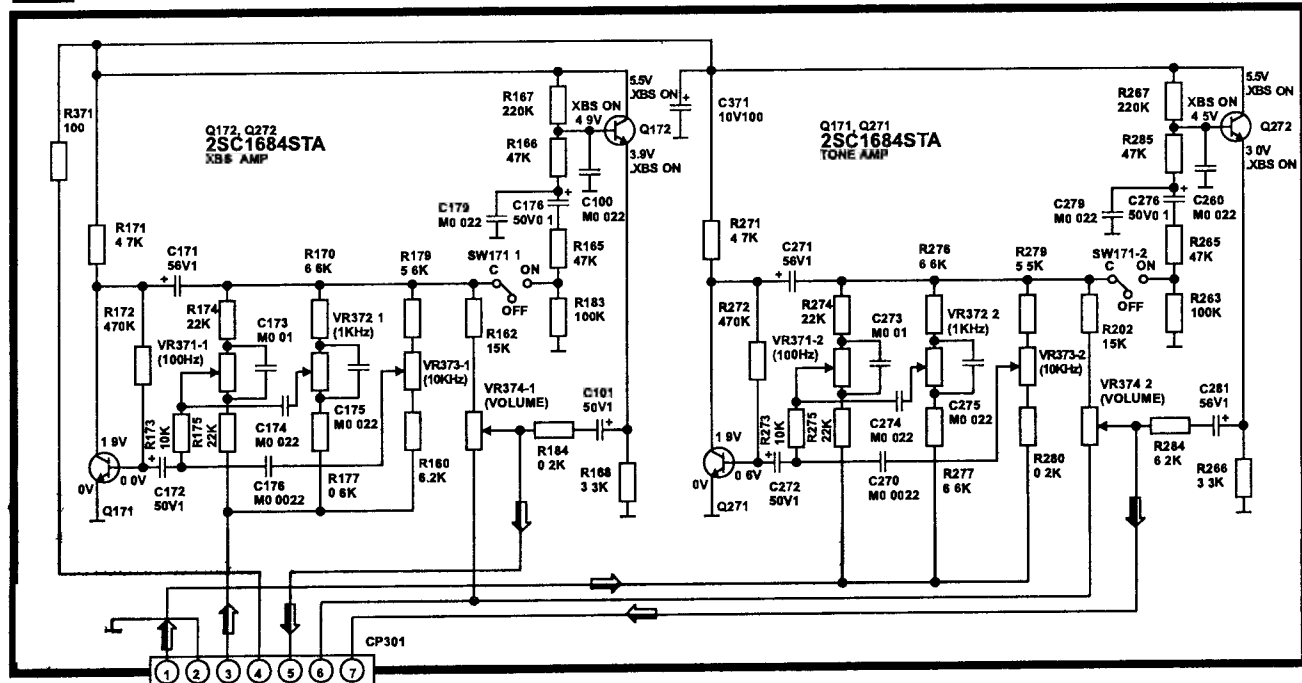 R371
100
Q172, Q272
2SC1684STA
XBS AMP
R167
220K
XBS ON
4 9V
5.5V
.XBS ON
Q172
3.9V
.XBS ON
R166
47K
C179
M0 022
C176
50V0 1
C100
M0 022
R165
47K
SW171 1
C
ON
OFF
R183
100K
R171
4 7K
C171
56V1
R170
6 6K
R179
5 6K
R172
470K
R174
22K
C173
M0 01
VR372 1
(1KHz)
R162
15K
VR371-1
(100Hz)
VR373-1
(10KHz)
VR374-1
(VOLUME)
C101
50V1
R173
10K
R175
22K
C174
M0 022
C175
M0 022
R184
0 2K
1 9V
0V
0 0V
Q171
C172
50V1
C176
M0 0022
R177
0 6K
R160
6.2K
R168
3 3K
C371
10V100
Q171, Q271
2SC1684STA
TONE AMP
R267
220K
XBS ON
4 5V
5.5V
.XBS ON
Q272
3 0V
.XBS ON
R285
47K
C279
M0 022
C276
50V0 1
C260
M0 022
R265
47K
SW171-2
C
ON
OFF
R263
100K
R271
4 7K
C271
56V1
R276
6 6K
R279
5 5K
R272
470K
R274
22K
C273
M0 01
VR372 2
(1KHz)
R202
15K
VR371-2
(100Hz)
VR373-2
(10KHz)
VR374 2
(VOLUME)
C281
56V1
R273
10K
R275
22K
C274
M0 022
C275
M0 022
R284
6 2K
1 9V
0V
0 6V
Q271
C272
50V1
C270
M0 0022
R277
6 6K
R280
0 2K
R266
3 3K
CP301
1 2 3 4 5 6 7